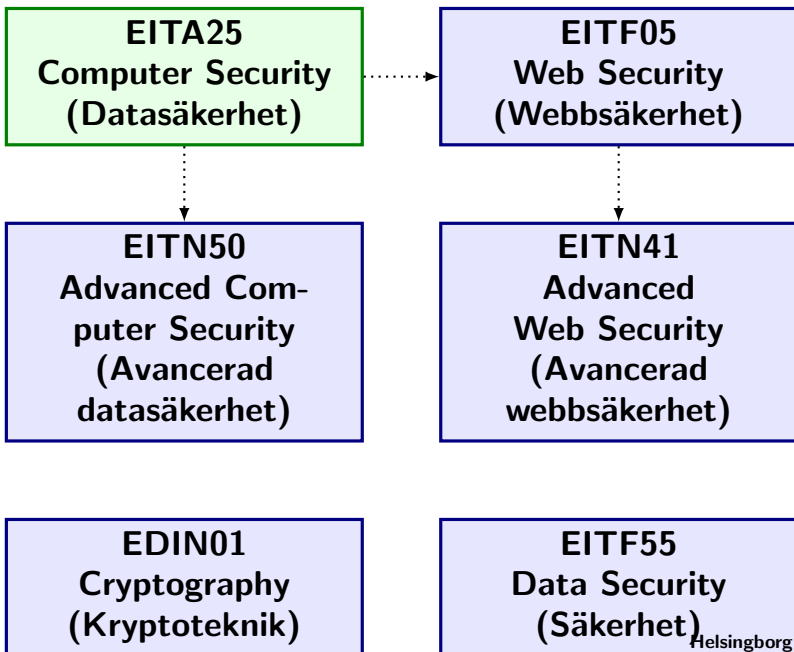 EITA25
Computer Security
(Datasäkerhet)
EITF05
Web Security
(Webbsäkerhet)
EITN50
Advanced Com-
puter Security
(Avancerad
datasäkerhet)
EITN41
Advanced
Web Security
(Avancerad
webbsäkerhet)
EDIN01
Cryptography
(Kryptoteknik)
EITF55
Data Security
(Säkerhet)
Helsingborg